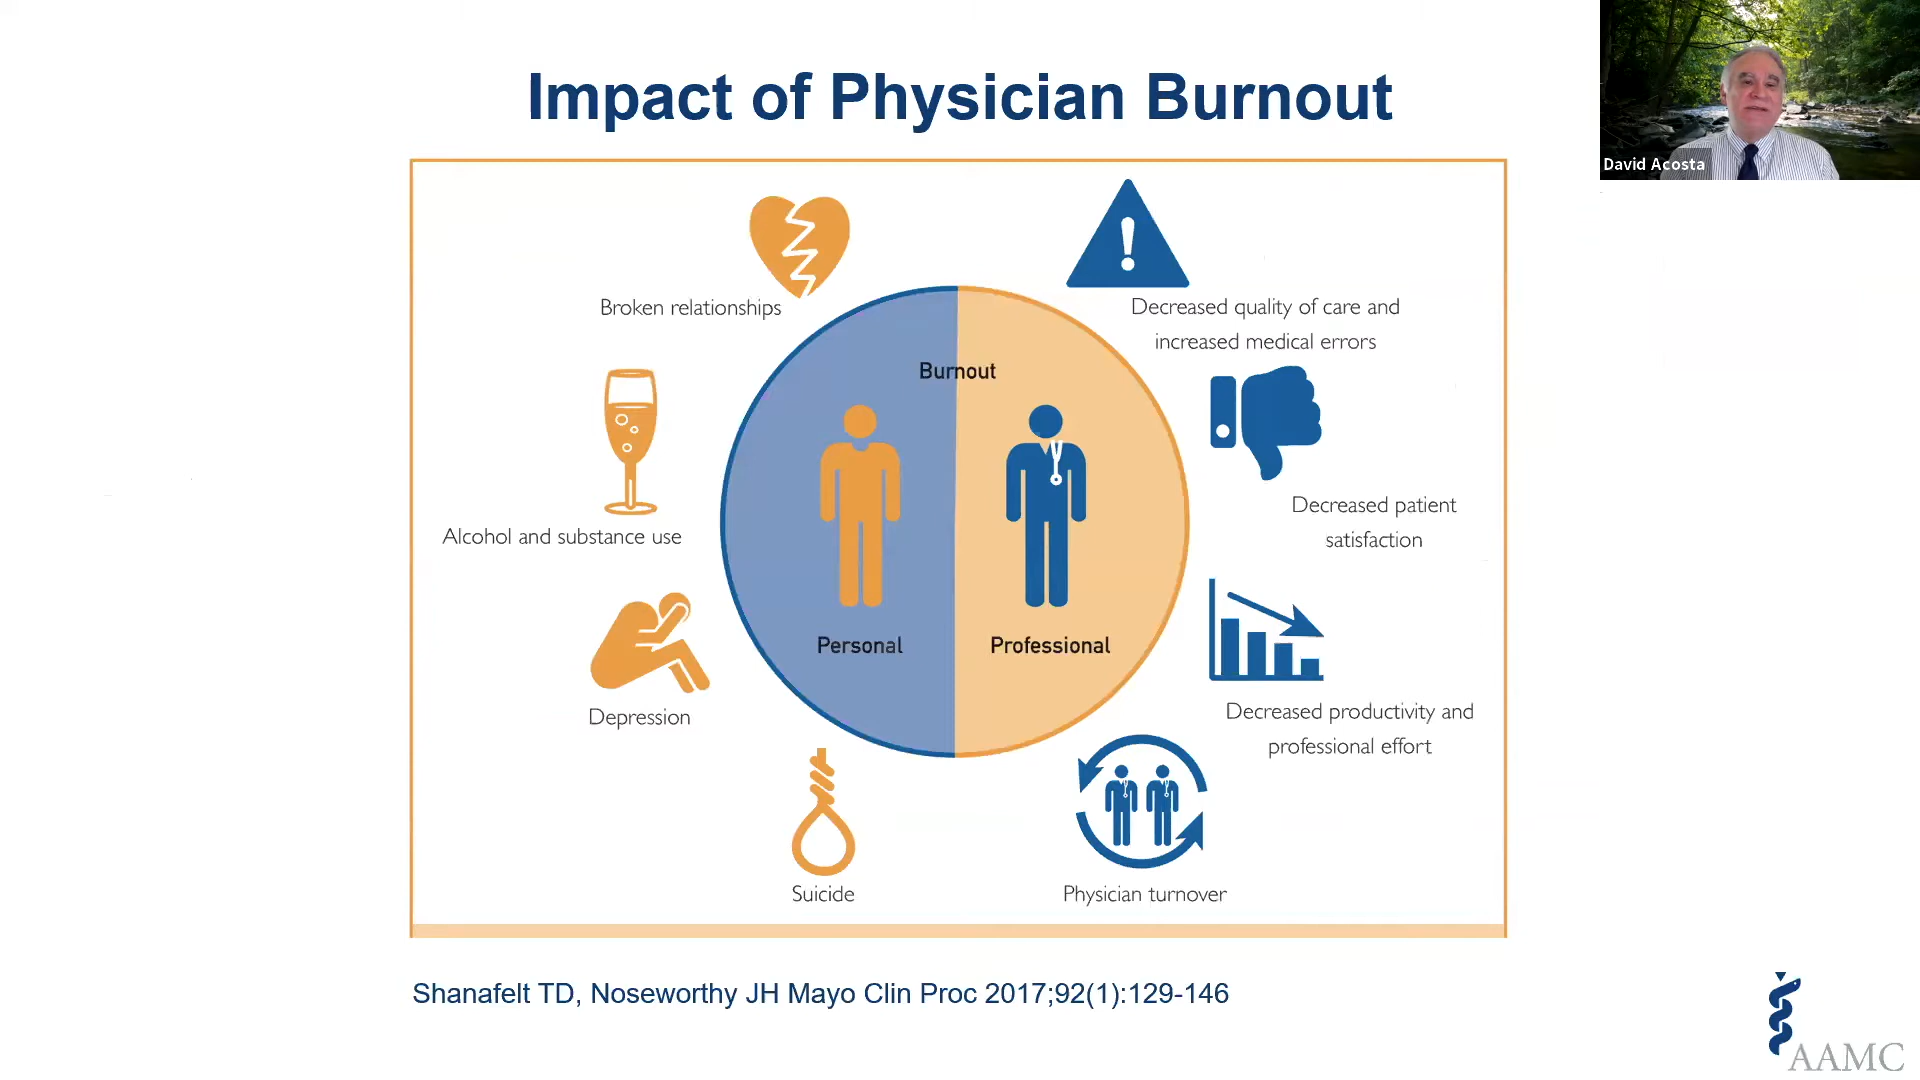 Impact of Physician Burnout
David Acosta
Broken relationships
Alcohol and substance use
Depression
Suicide
Burnout
Personal
Professional
Decreased quality of care and
increased medical errors
Decreased patient
satisfaction
Decreased productivity and
professional effort
Physician turnover
Shanafelt TD, Noseworthy JH Mayo Clin Proc 2017;92(1):129-146
AAMC